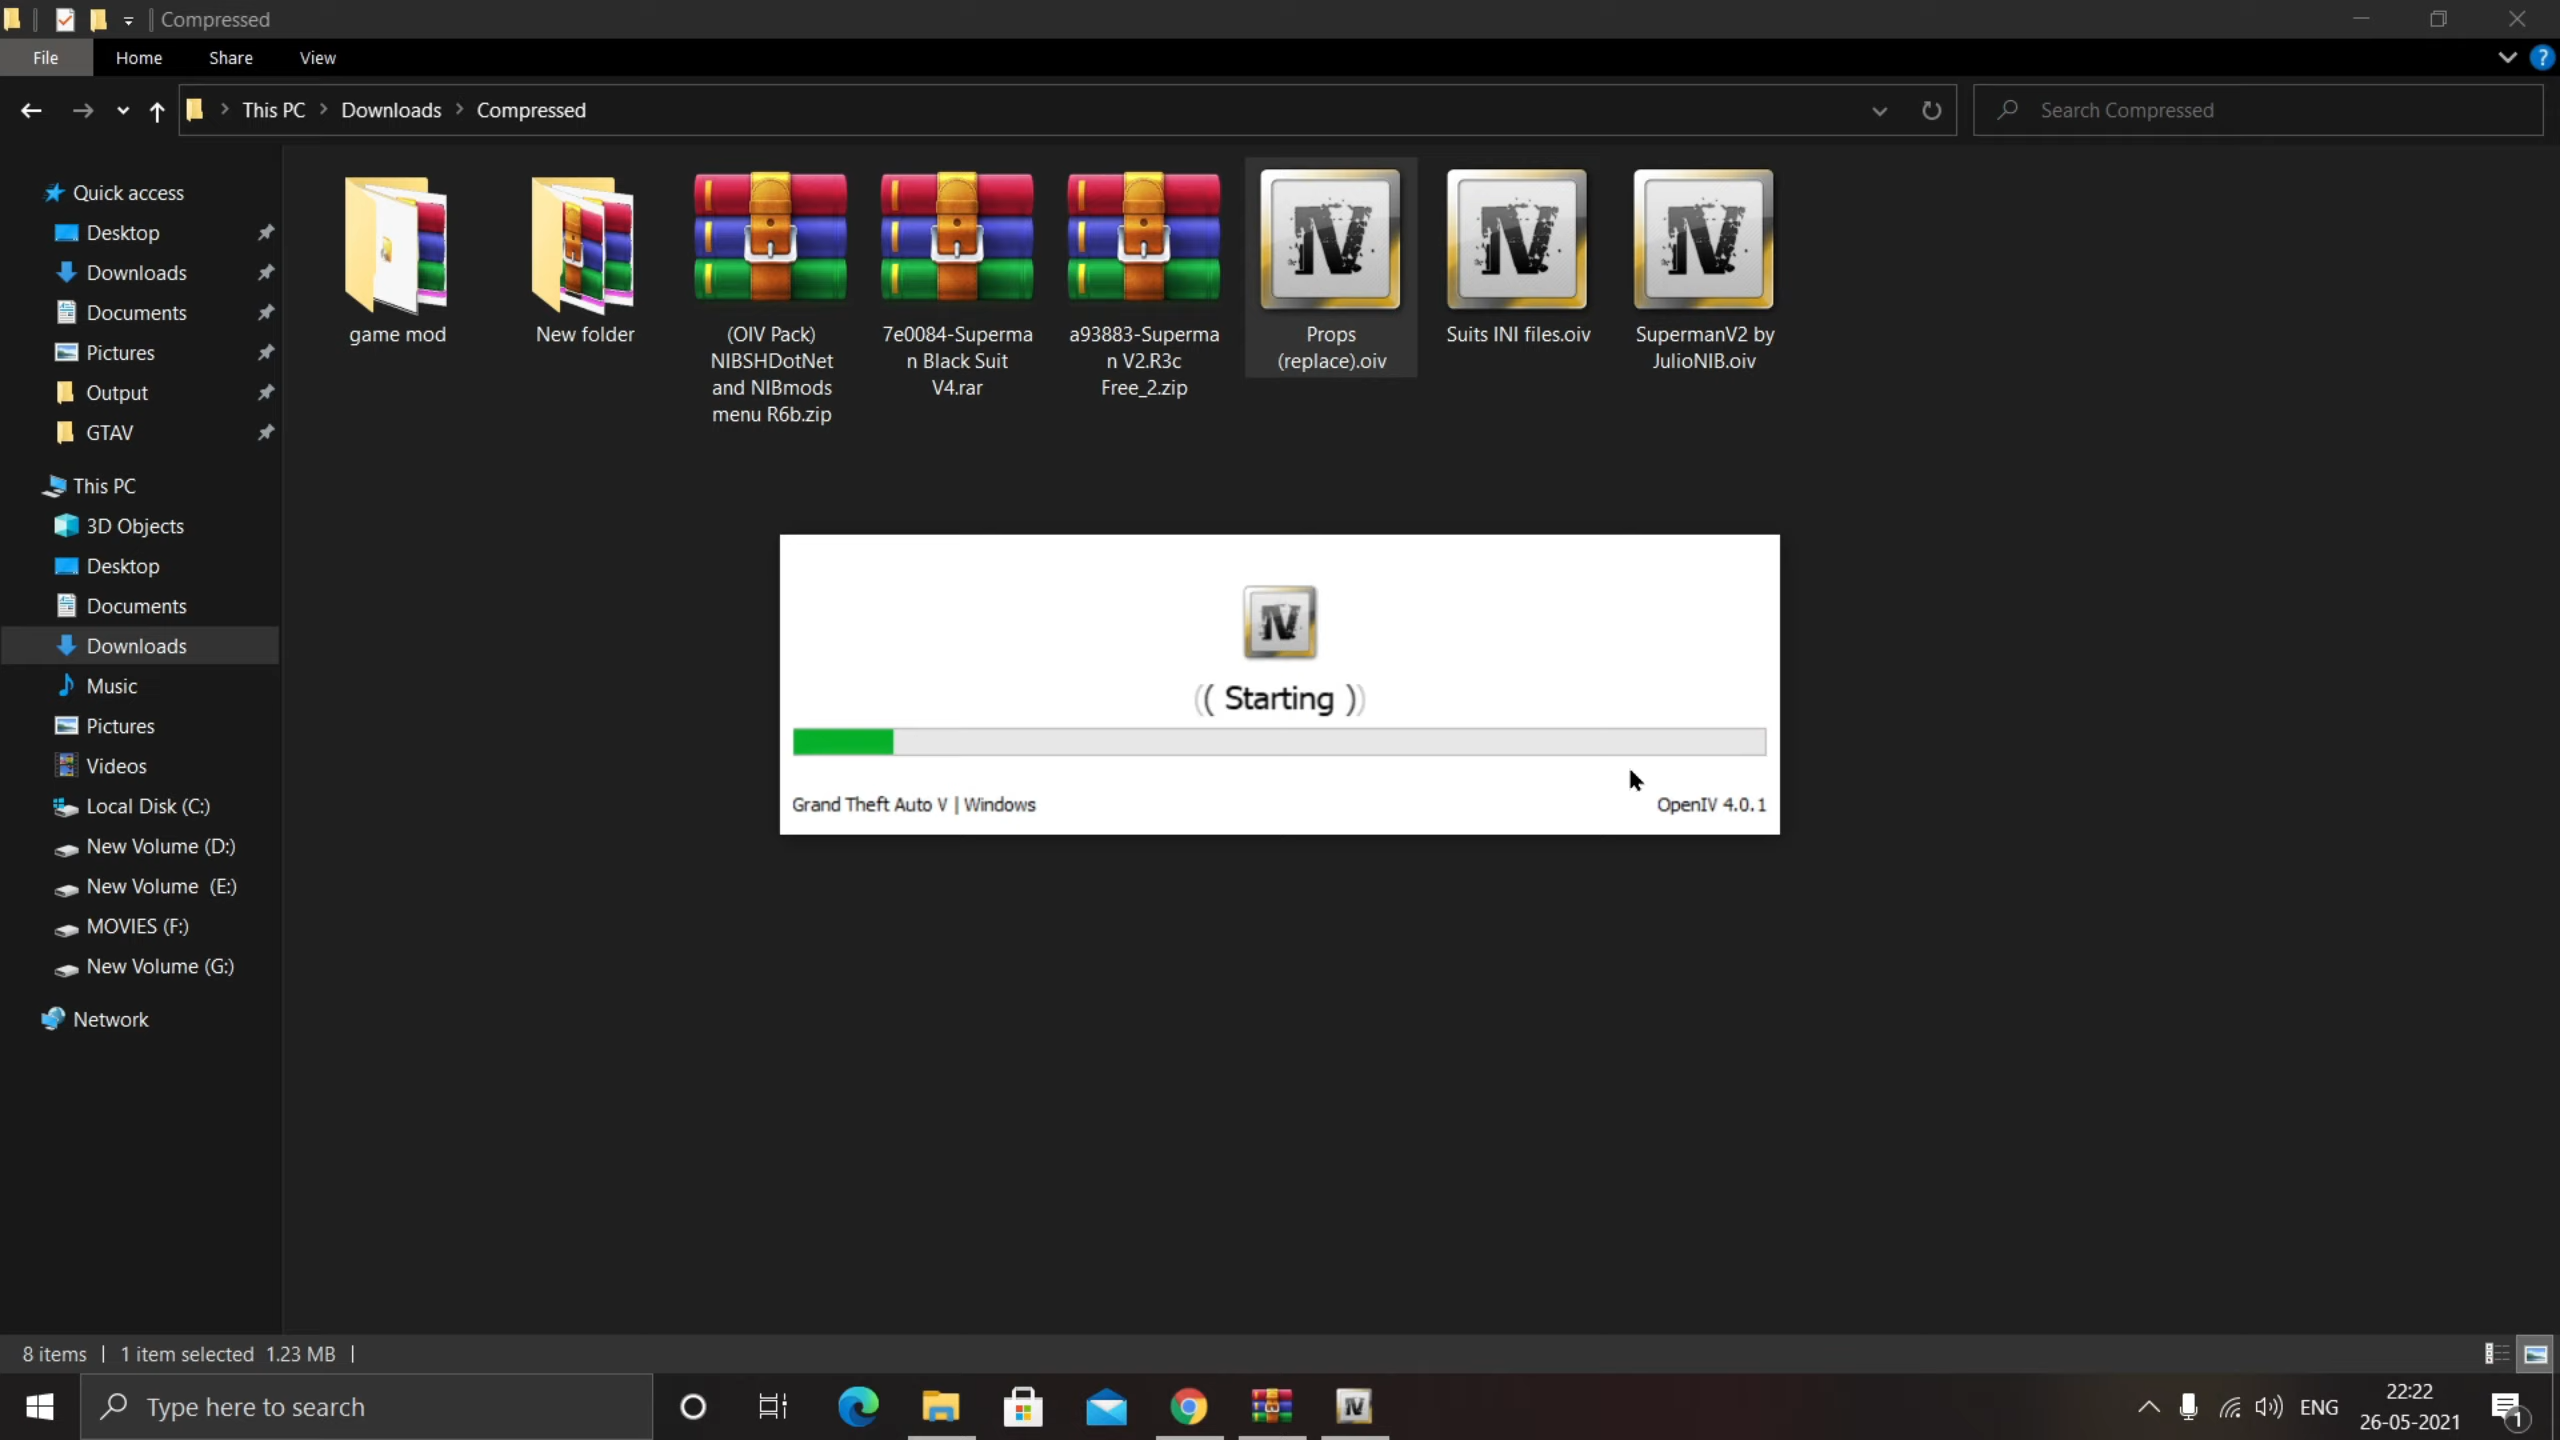 Compressed
File Home Share View
This PC Downloads Compressed
Search Compressed
Quick access
Desktop
Downloads
Documents
Pictures
Output
GTAV
This PC
3D Objects
Desktop
Documents
Downloads
Music
Pictures
Videos
Local Disk (C:)
New Volume (D:)
New Volume (E:)
MOVIES (F:)
New Volume (G:)
Network
game mod
New folder
(OIV Pack)
NIBSHDotNet
and NIBmods
menu R6b.zip
7e0084-Superma
n Black Suit
V4.rar
a93883-Superma
n V2.R3c
Free_2.zip
Props
(replace).oiv
Suits INI files.oiv
SupermanV2 by
JulioNIB.oiv
IV
(( Starting ))
Grand Theft Auto V | Windows
OpenIV 4.0.1
8 items | 1 item selected 1.23 MB |
Type here to search
ENG
22:22
26-05-2021
1